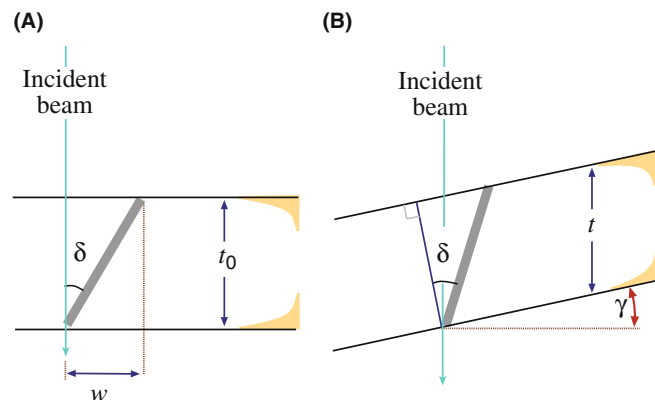 (A)
Incident
beam
δ
t0
w
(B)
Incident
beam
δ
t
γ